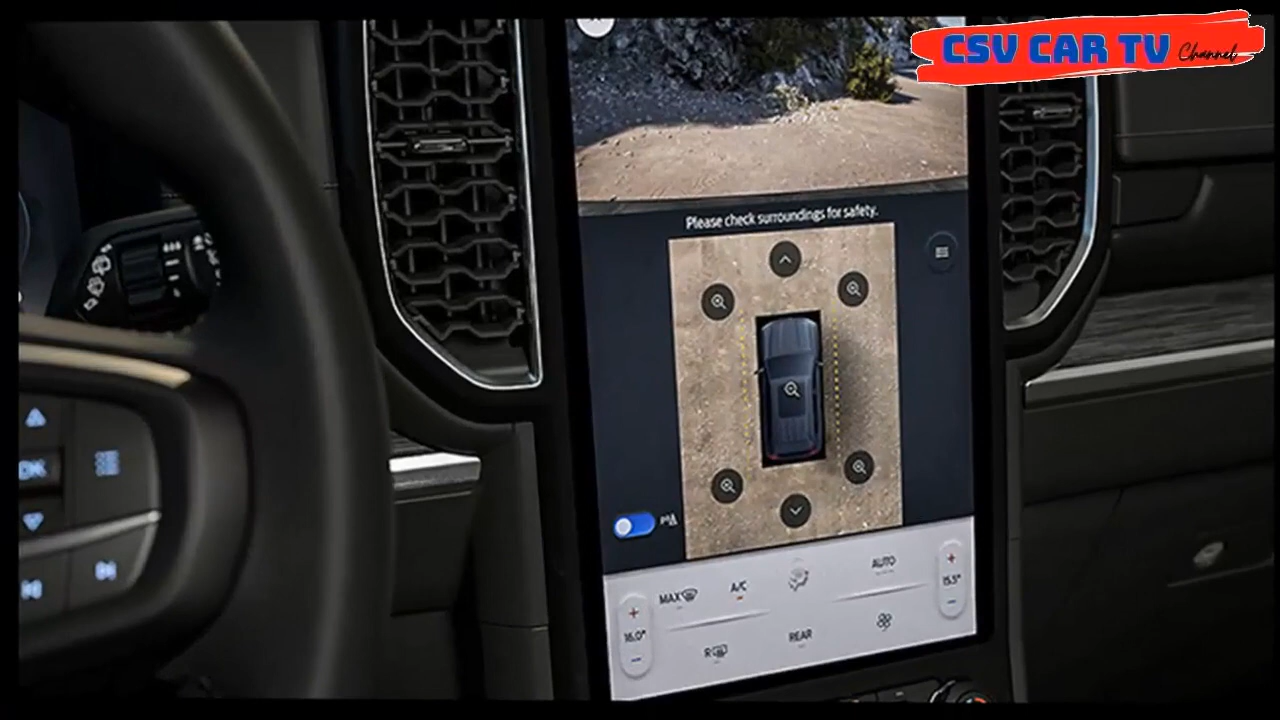 CSV CAR TV Channel
Please check surroundings for safety.
OK
MAX
A/C
AUTO
+
16.0°
−
+
15.5°
−
R
REAR